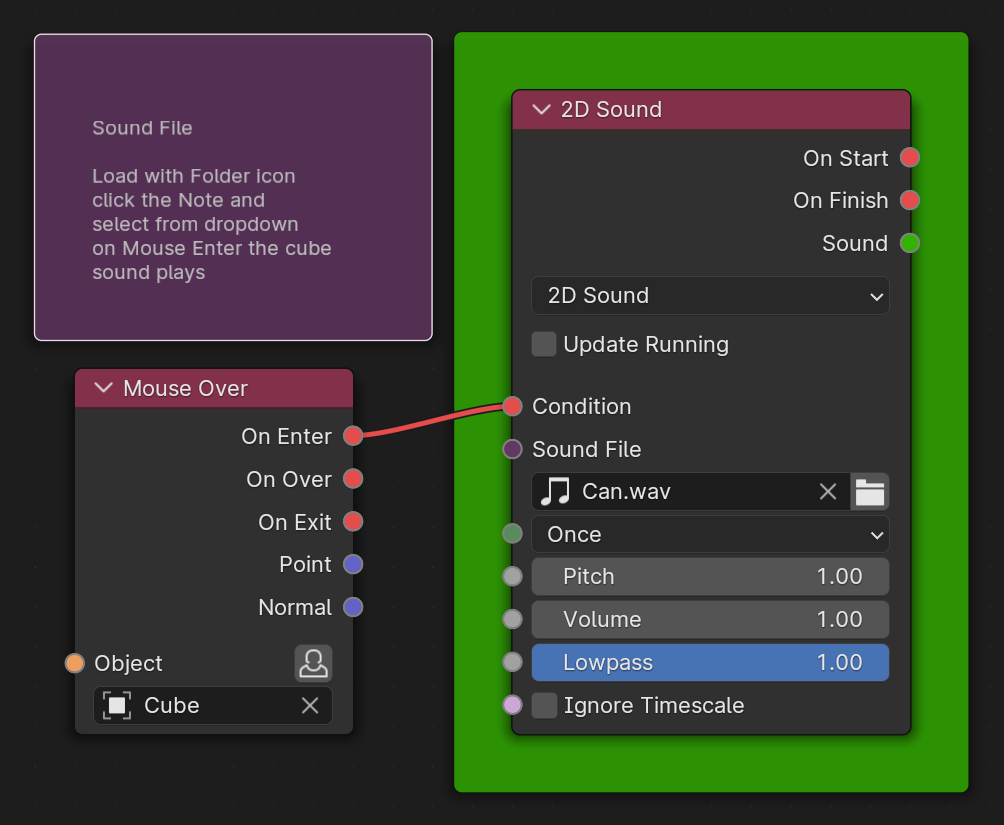 Sound File
Load with Folder icon
click the Note and
select from dropdown
on Mouse Enter the cube
sound plays
Mouse Over
On Enter
On Over
On Exit
Point
Normal
Object
Cube
2D Sound
On Start
On Finish
Sound
2D Sound
Update Running
Condition
Sound File
Can.wav
Once
Pitch 1.00
Volume 1.00
Lowpass 1.00
Ignore Timescale